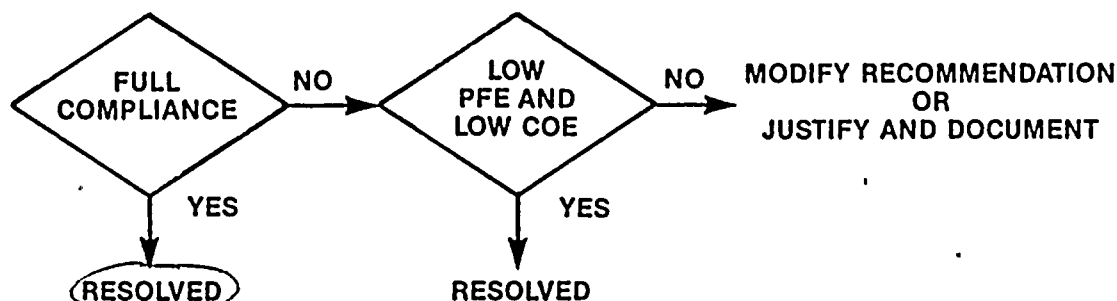 FULL
COMPLIANCE
NO
LOW
PFE AND
LOW COE
NO
MODIFY RECOMMENDATION
OR
JUSTIFY AND DOCUMENT
YES
YES
RESOLVED
RESOLVED